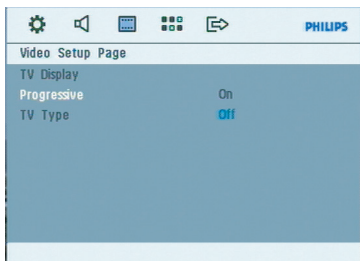 PHILIPS
Video Setup Page
TV Display
Progressive On
TV Type Off